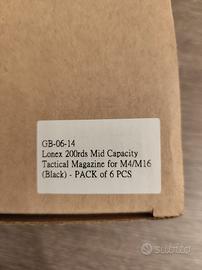 GB-06-14
Lonex 200rds Mid Capacity
Tactical Magazine for M4/M16
(Black) - PACK of 6 PCS
subito